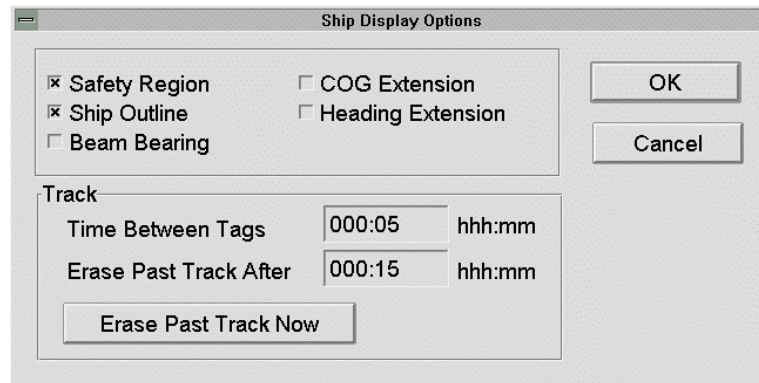 Ship Display Options
Safety Region
COG Extension
OK
Ship Outline
Heading Extension
Beam Bearing
Cancel
Track
Time Between Tags 000:05 hhh:mm
Erase Past Track After 000:15 hhh:mm
Erase Past Track Now